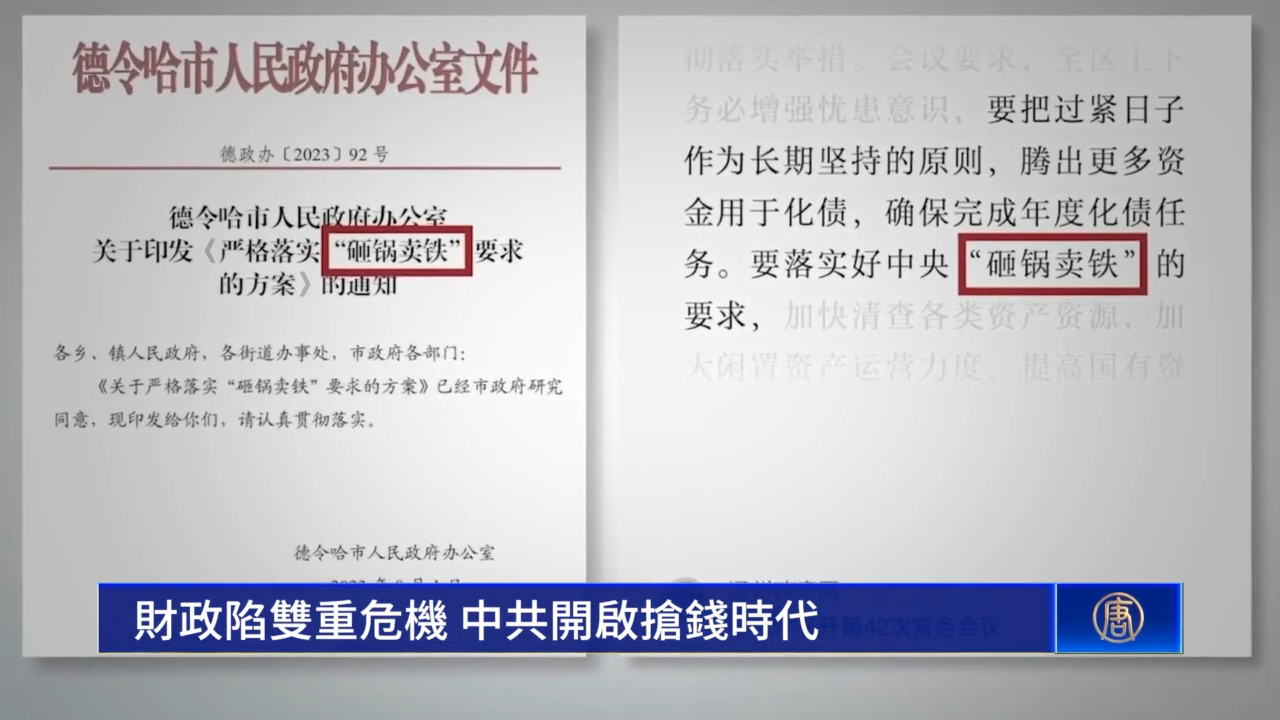 德令哈市人民政府办公室文件
德政办〔2023〕92 号
德令哈市人民政府办公室
关于印发《严格落实“砸锅卖铁”要求
的方案》的通知
各乡、镇人民政府，各街道办事处，市政府各部门：
《关于严格落实“砸锅卖铁”要求的方案》已经市政府研究
同意，现印发给你们，请认真贯彻落实。
德令哈市人民政府办公室
彻落实举措。会议要求，全区上下
务必增强忧患意识，要把过紧日子
作为长期坚持的原则，腾出更多资
金用于化债，确保完成年度化债任
务。要落实好中央“砸锅卖铁”的
要求，加快清查各类资产资源，加
大闲置资产运营力度，提高国有资
开第42次常务会议
財政陷雙重危機 中共開啟搶錢時代
唐